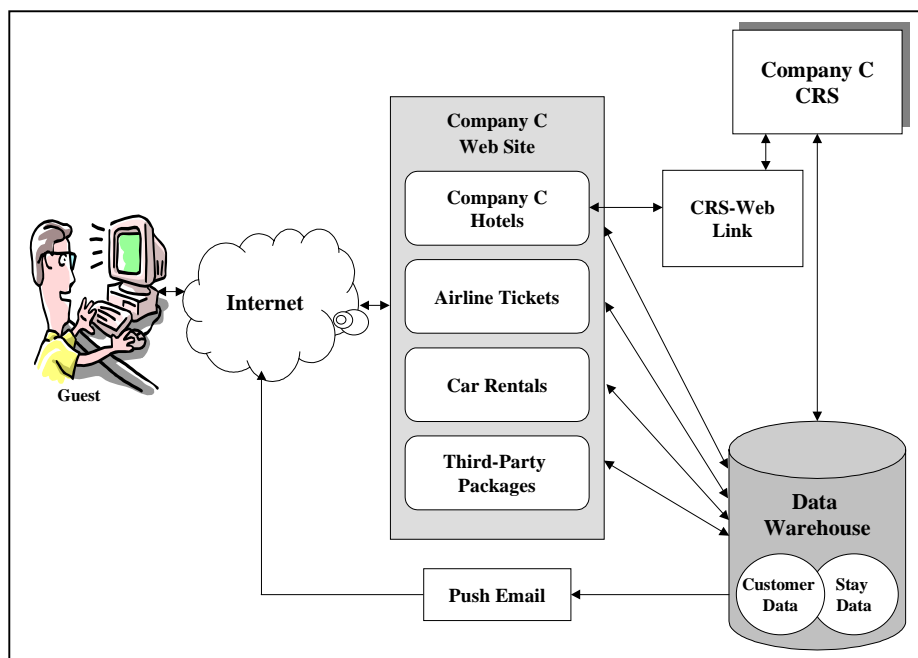 Company C
CRS
Company C
Web Site
Company C
Hotels
CRS-Web
Link
Internet
Airline Tickets
Guest
Car Rentals
Third-Party
Packages
Data
Warehouse
Push Email
Customer
Data
Stay
Data